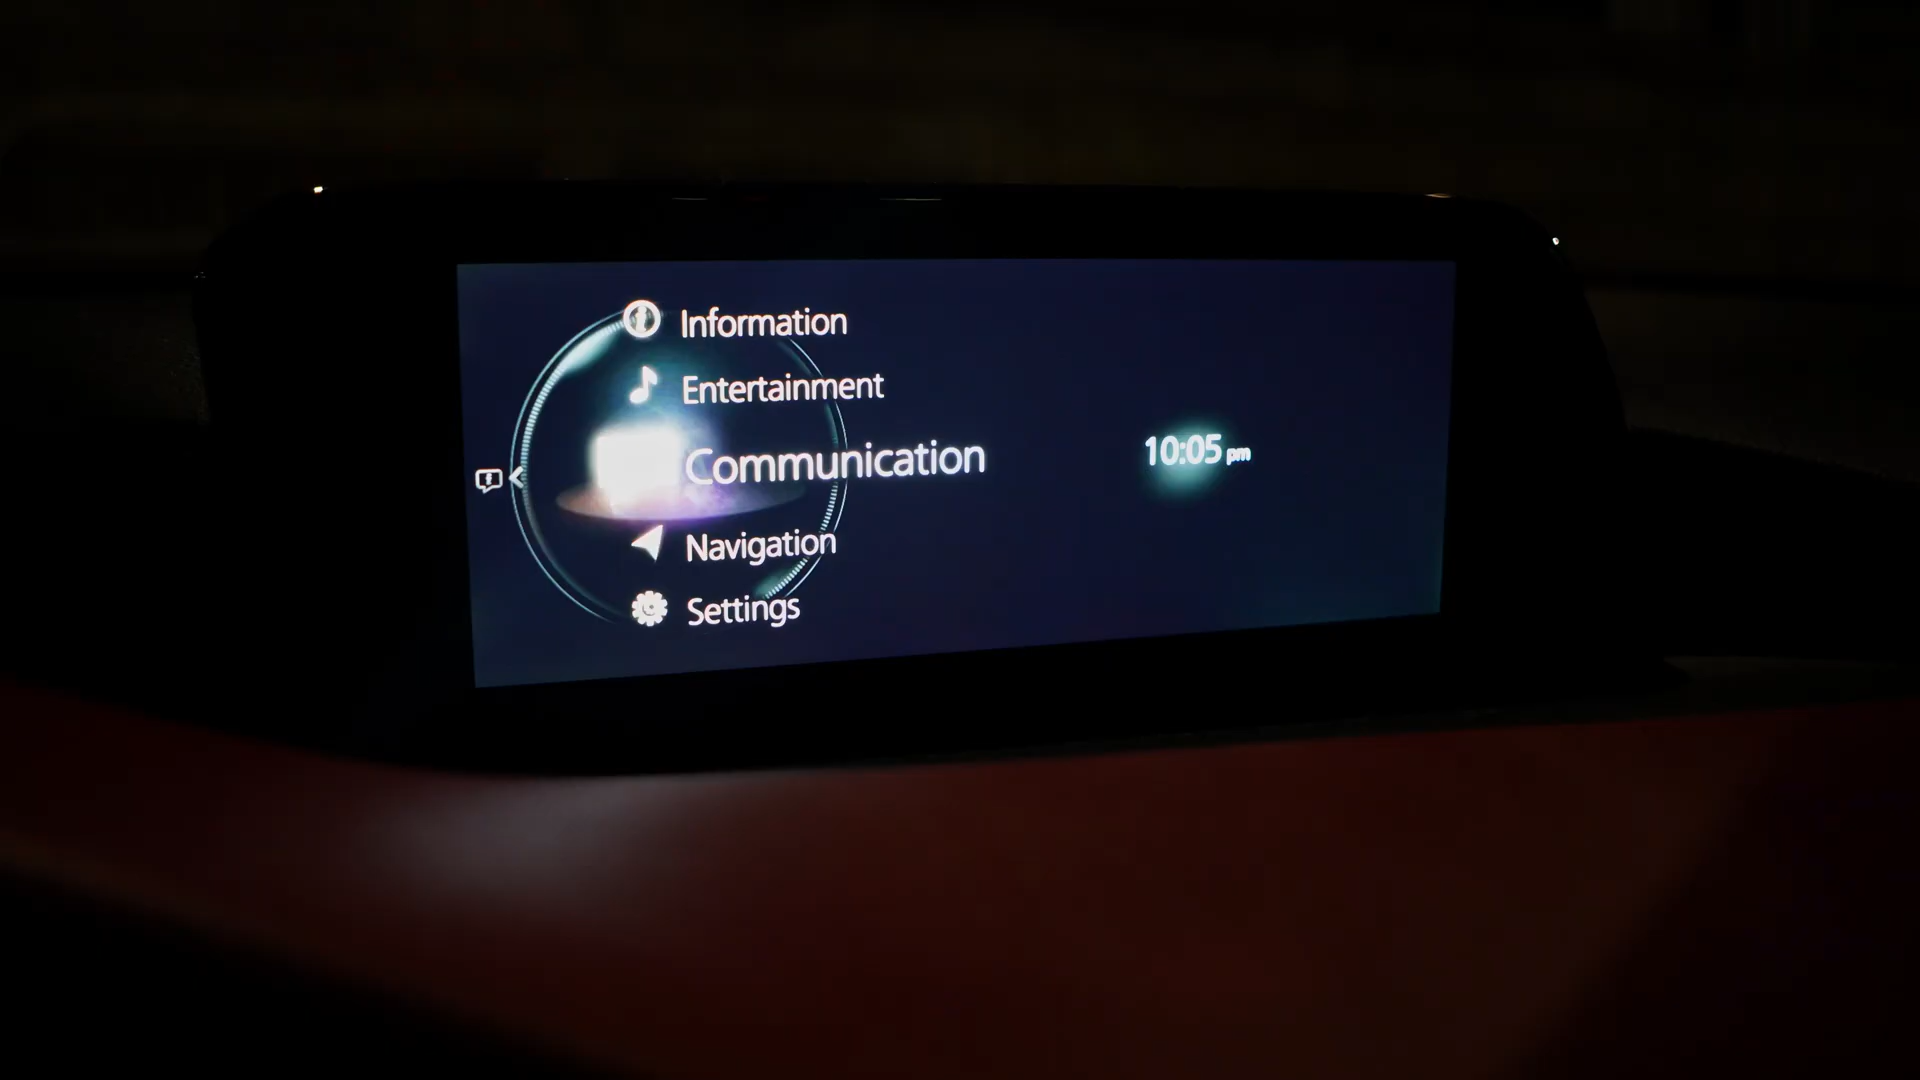 Information
Entertainment
Communication
10:05 pm
Navigation
Settings